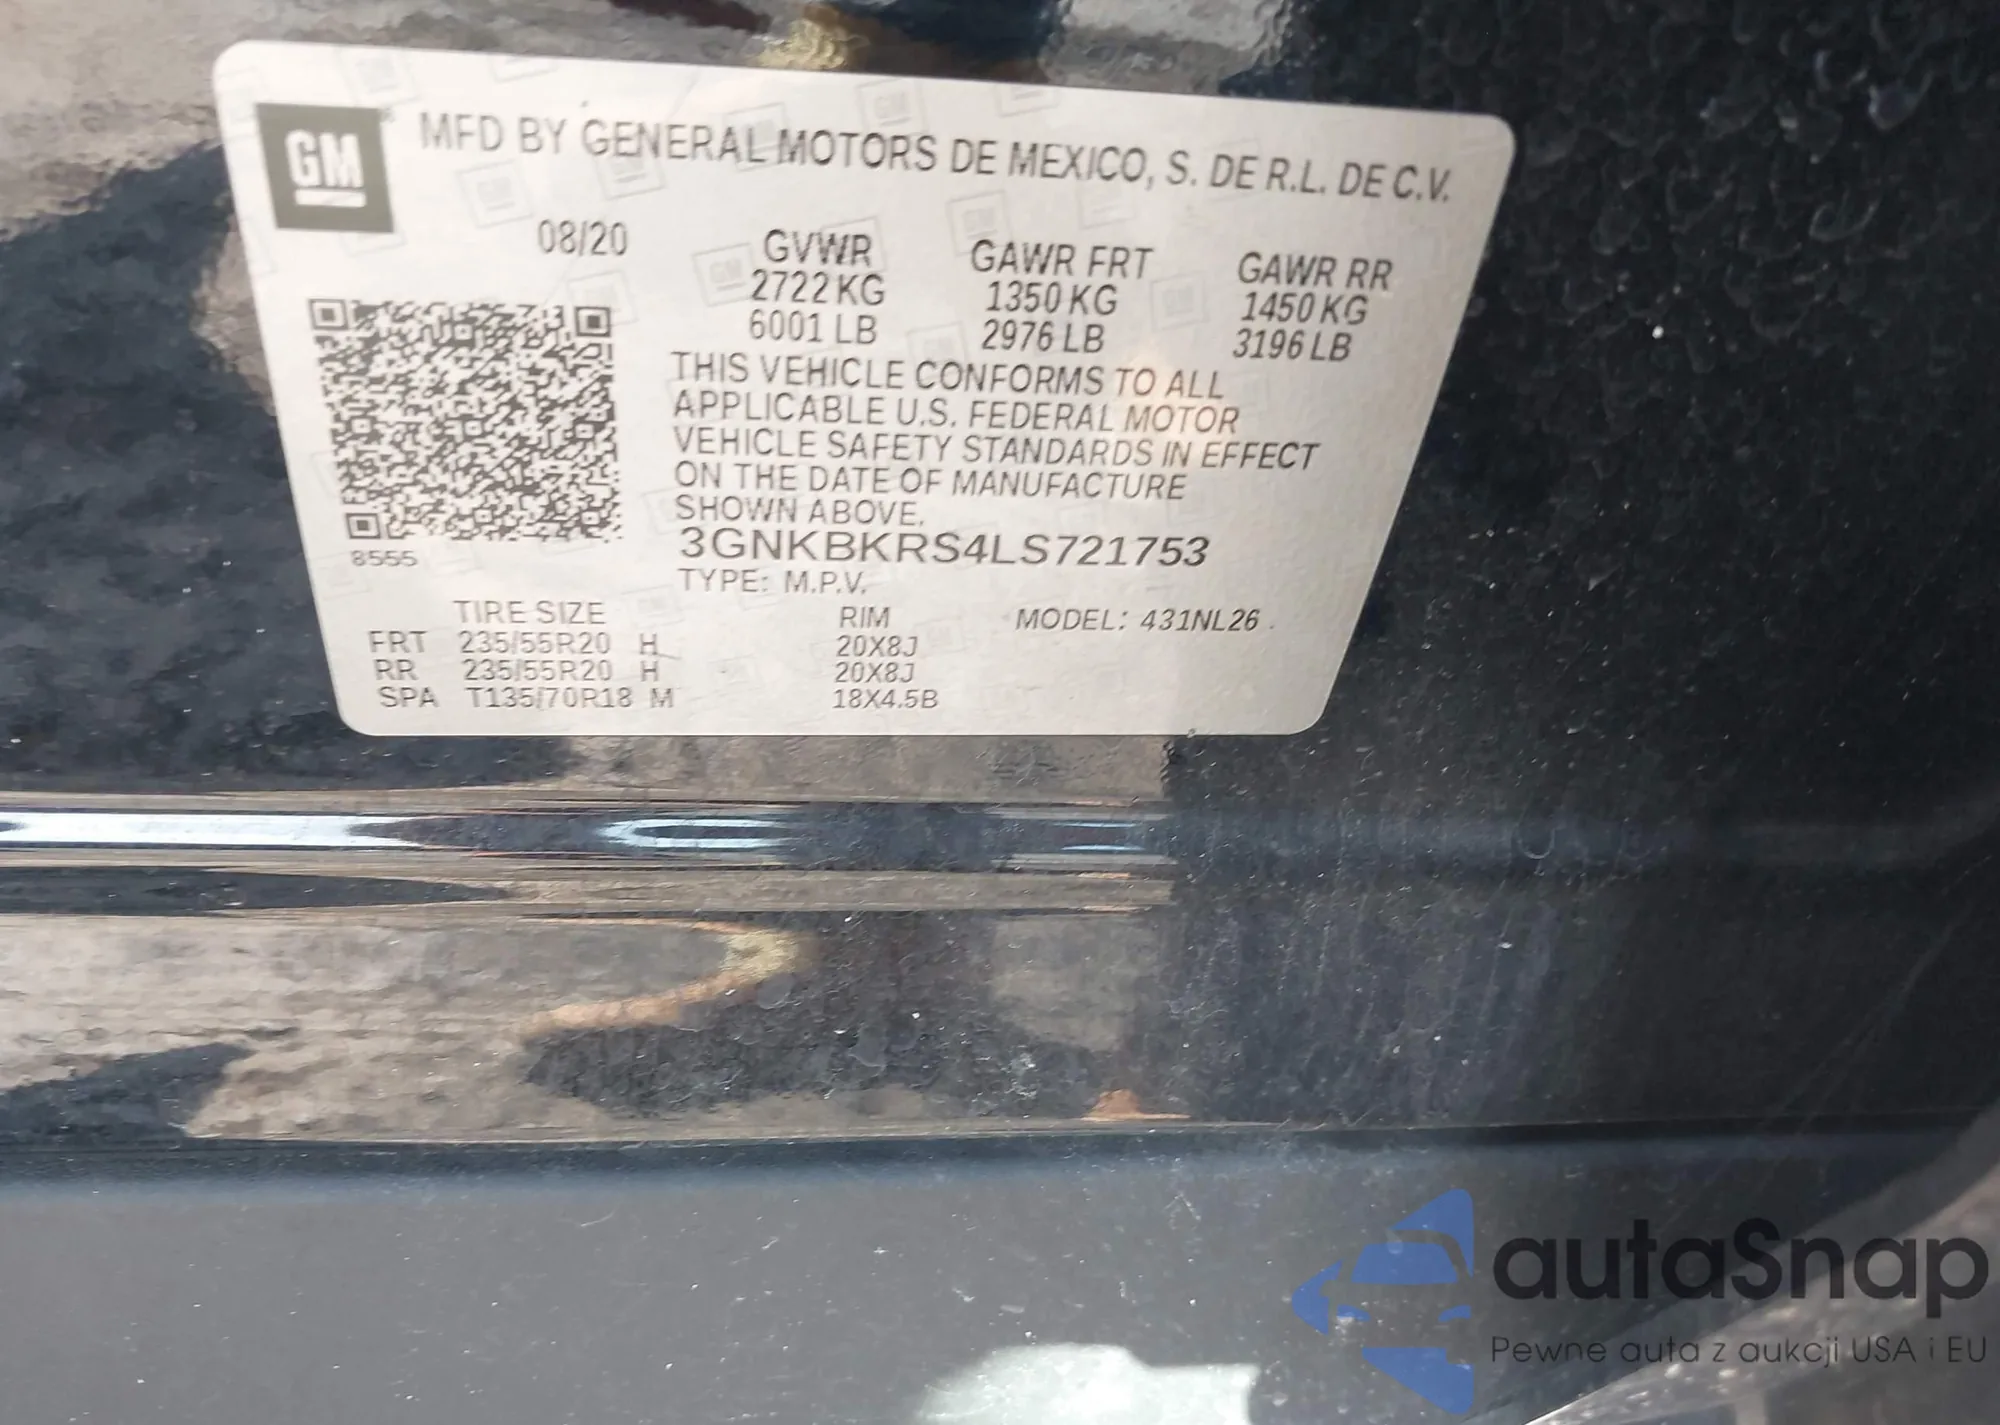 GM
MFD BY GENERAL MOTORS DE MEXICO, S. DE R.L. DE C.V.
08/20
GVWR GAWR FRT GAWR RR
2722 KG 1350 KG 1450 KG
6001 LB 2976 LB 3196 LB
THIS VEHICLE CONFORMS TO ALL
APPLICABLE U.S. FEDERAL MOTOR
VEHICLE SAFETY STANDARDS IN EFFECT
ON THE DATE OF MANUFACTURE
SHOWN ABOVE.
8555
3GNKBKRS4LS721753
TYPE: M.P.V.
TIRE SIZE RIM MODEL: 431NL26
FRT 235/55R20 H 20X8J
RR 235/55R20 H 20X8J
SPA T135/70R18 M 18X4.5B
autaSnap
Pewne auta z aukcji USA i EU